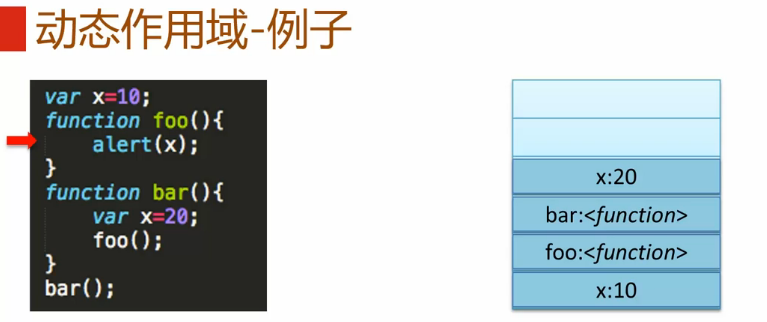 动态作用域-例子
var x=10;
function foo(){
alert(x);
}
function bar(){
var x=20;
foo();
}
bar();
x:20
bar:<function>
foo:<function>
x:10